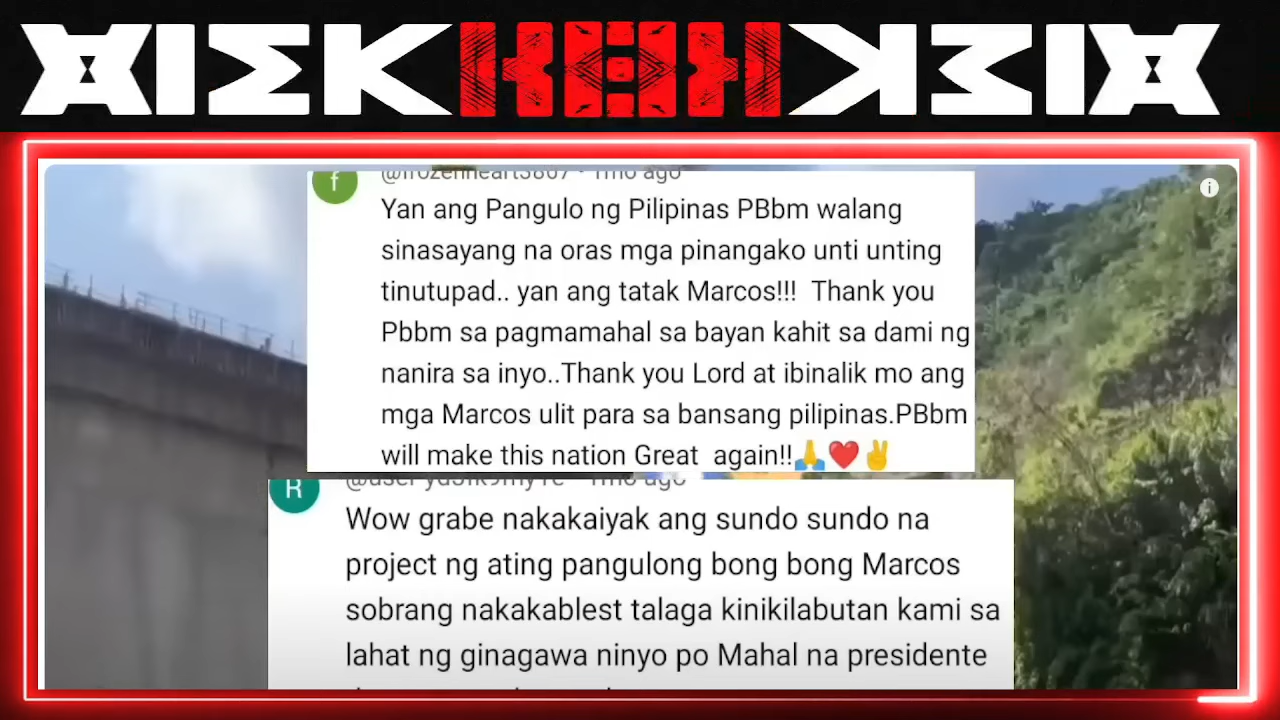 f
1mo ago
Yan ang Pangulo ng Pilipinas PBbm walang
sinasayang na oras mga pinangako unti unting
tinutupad.. yan ang tatak Marcos!!! Thank you
Pbbm sa pagmamahal sa bayan kahit sa dami ng
nanira sa inyo..Thank you Lord at ibinalik mo ang
mga Marcos ulit para sa bansang pilipinas.PBbm
will make this nation Great again!!🙏❤️✌️
R
1mo ago
Wow grabe nakakaiyak ang sundo sundo na
project ng ating pangulong bong bong Marcos
sobrang nakakablest talaga kinikilabutan kami sa
lahat ng ginagawa ninyo po Mahal na presidente